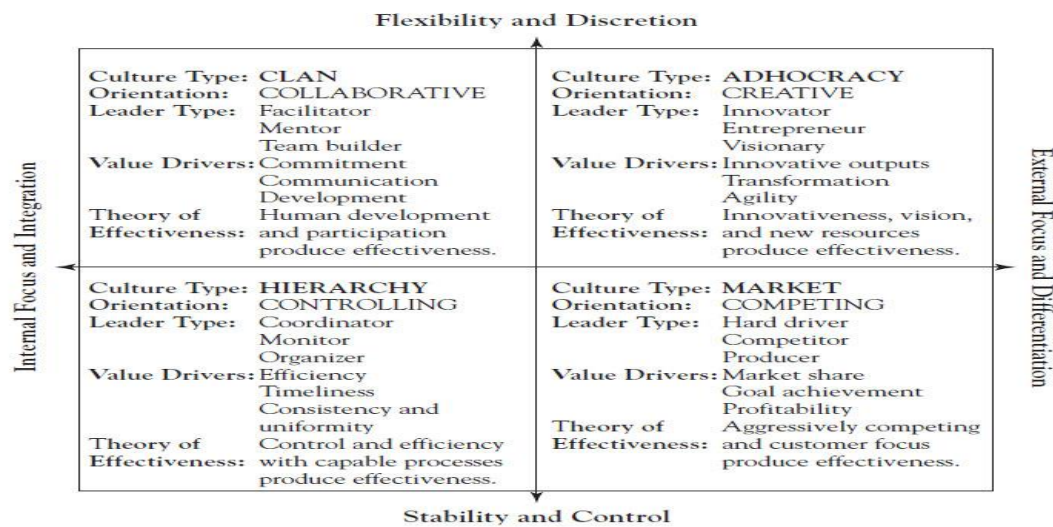 Flexibility and Discretion
Internal Focus and Integration
Culture Type: CLAN
Orientation: COLLABORATIVE
Leader Type: Facilitator
Mentor
Team builder
Value Drivers: Commitment
Communication
Development
Theory of Human development
Effectiveness: and participation
produce effectiveness.
Culture Type: ADHOCRACY
Orientation: CREATIVE
Leader Type: Innovator
Entrepreneur
Visionary
Value Drivers: Innovative outputs
Transformation
Agility
Theory of Innovativeness, vision,
Effectiveness: and new resources
produce effectiveness.
Culture Type: HIERARCHY
Orientation: CONTROLLING
Leader Type: Coordinator
Monitor
Organizer
Value Drivers: Efficiency
Timeliness
Consistency and
uniformity
Theory of Control and efficiency
Effectiveness: with capable processes
produce effectiveness.
Culture Type: MARKET
Orientation: COMPETING
Leader Type: Hard driver
Competitor
Producer
Value Drivers: Market share
Goal achievement
Profitability
Theory of Aggressively competing
Effectiveness: and customer focus
produce effectiveness.
External Focus and Differentiation
Stability and Control